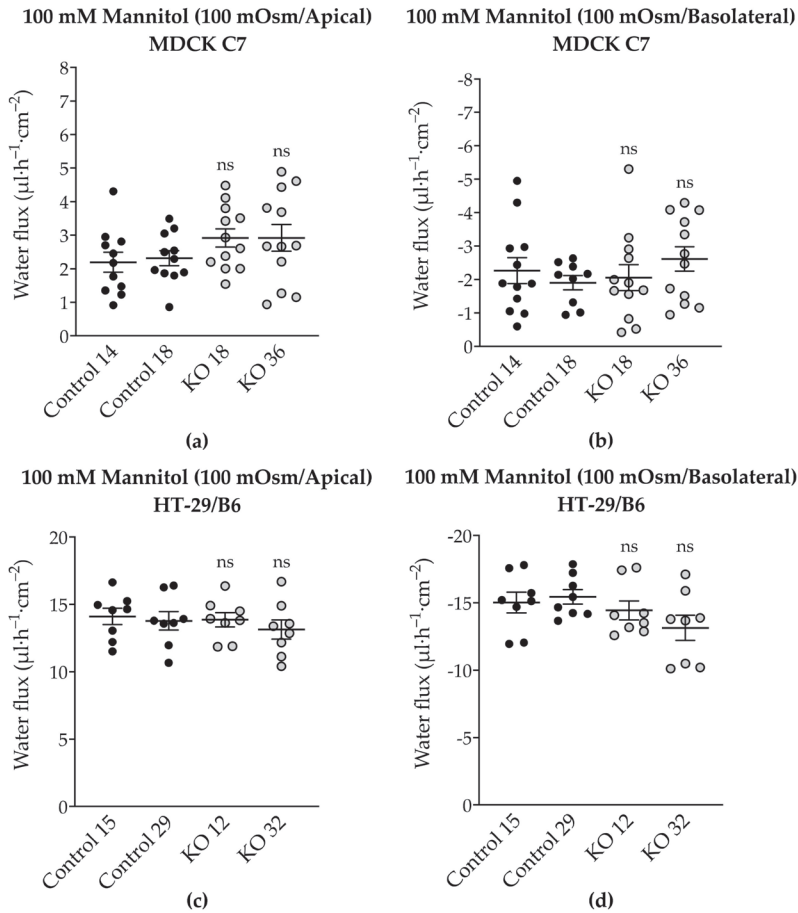 100 mM Mannitol (100 mOsm/Apical)
MDCK C7
Water flux (µl·h⁻¹·cm⁻²)
8
7
6
5
4
3
2
1
0
ns
ns
Control 14
Control 18
KO 18
KO 36
(a)
100 mM Mannitol (100 mOsm/Basolateral)
MDCK C7
Water flux (µl·h⁻¹·cm⁻²)
-8
-7
-6
-5
-4
-3
-2
-1
0
ns
ns
Control 14
Control 18
KO 18
KO 36
(b)
100 mM Mannitol (100 mOsm/Apical)
HT-29/B6
Water flux (µl·h⁻¹·cm⁻²)
20
15
10
5
0
ns
ns
Control 15
Control 29
KO 12
KO 32
(c)
100 mM Mannitol (100 mOsm/Basolateral)
HT-29/B6
Water flux (µl·h⁻¹·cm⁻²)
-20
-15
-10
-5
0
ns
ns
Control 15
Control 29
KO 12
KO 32
(d)